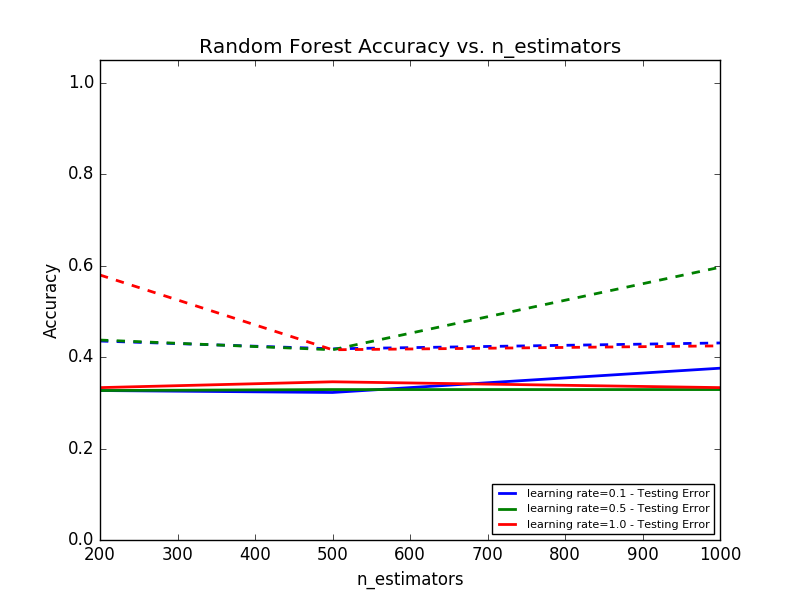 Random Forest Accuracy vs. n_estimators
1.0
0.8
0.6
0.4
0.2
0.0
Accuracy
learning rate=0.1 - Testing Error
learning rate=0.5 - Testing Error
learning rate=1.0 - Testing Error
200 300 400 500 600 700 800 900 1000
n_estimators